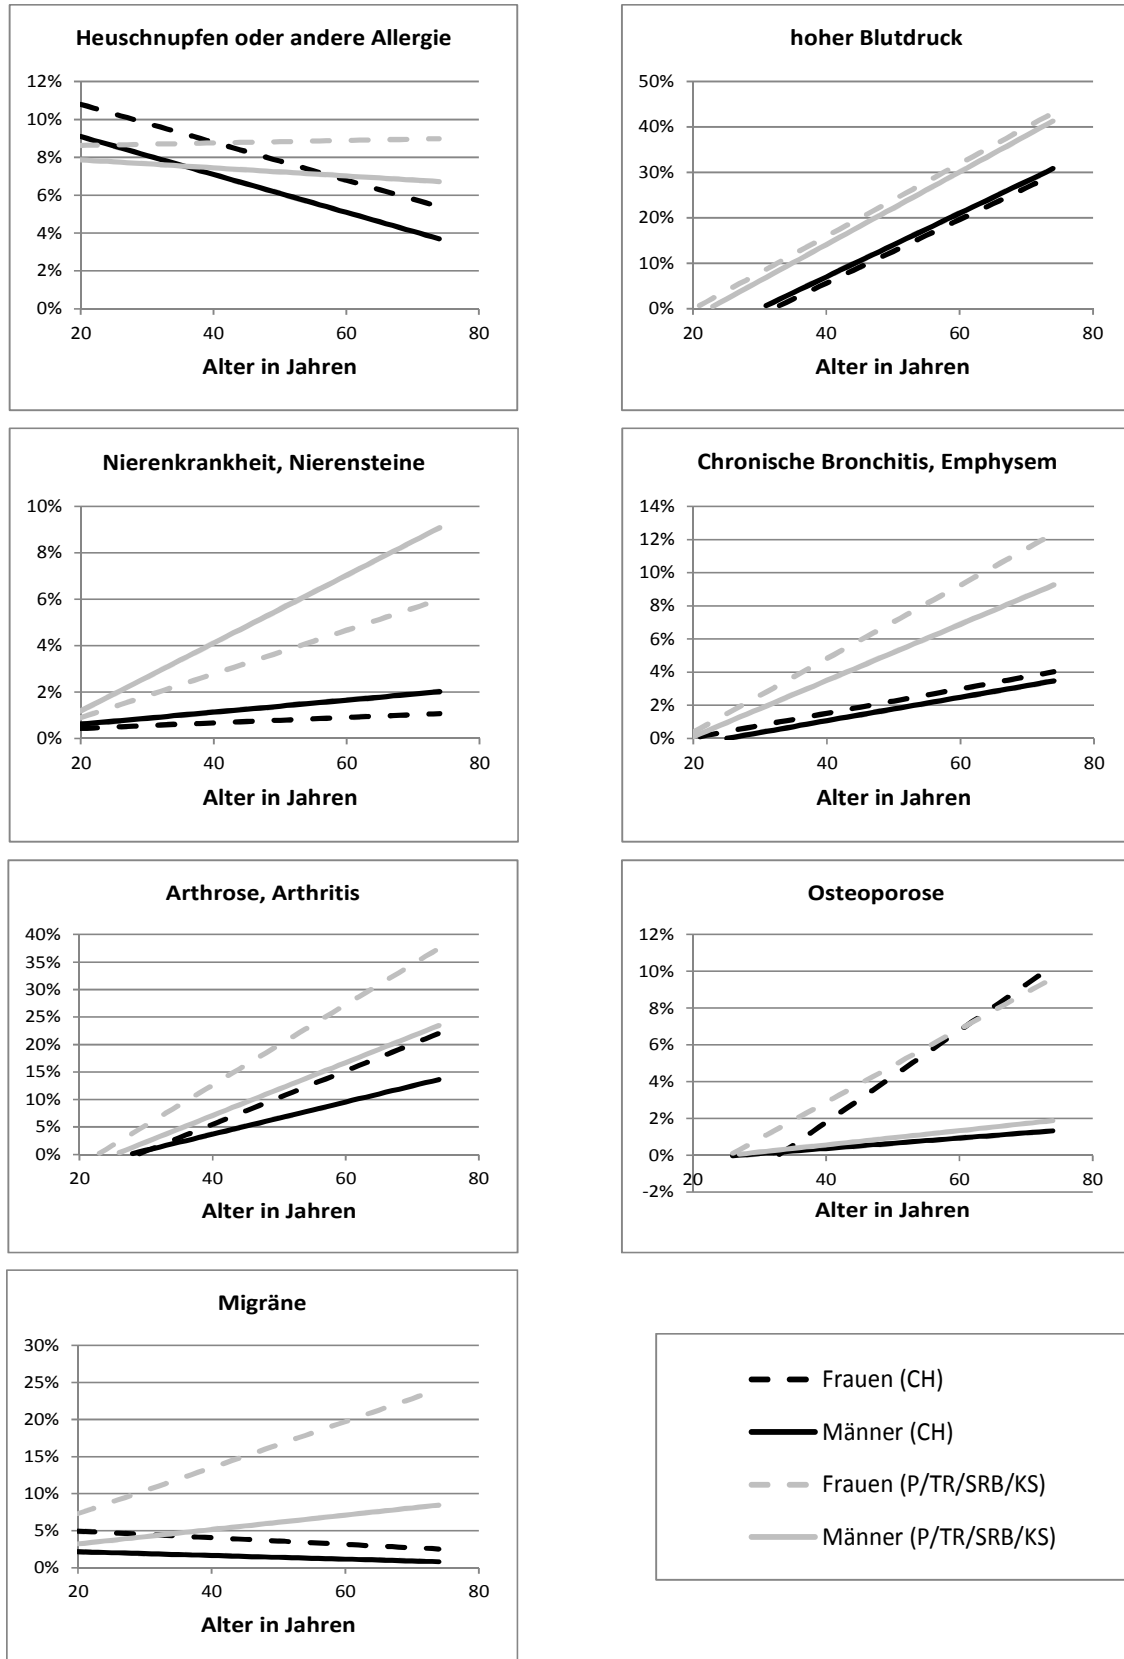 Heuschnupfen oder andere Allergie
12%
10%
8%
6%
4%
2%
0%
20 40 60 80
Alter in Jahren
hoher Blutdruck
50%
40%
30%
20%
10%
0%
20 40 60 80
Alter in Jahren
Nierenkrankheit, Nierensteine
10%
8%
6%
4%
2%
0%
20 40 60 80
Alter in Jahren
Chronische Bronchitis, Emphysem
14%
12%
10%
8%
6%
4%
2%
0%
20 40 60 80
Alter in Jahren
Arthrose, Arthritis
40%
35%
30%
25%
20%
15%
10%
5%
0%
20 40 60 80
Alter in Jahren
Osteoporose
12%
10%
8%
6%
4%
2%
0%
-2%
20 40 60 80
Alter in Jahren
Migräne
30%
25%
20%
15%
10%
5%
0%
20 40 60 80
Alter in Jahren
Frauen (CH)
Männer (CH)
Frauen (P/TR/SRB/KS)
Männer (P/TR/SRB/KS)